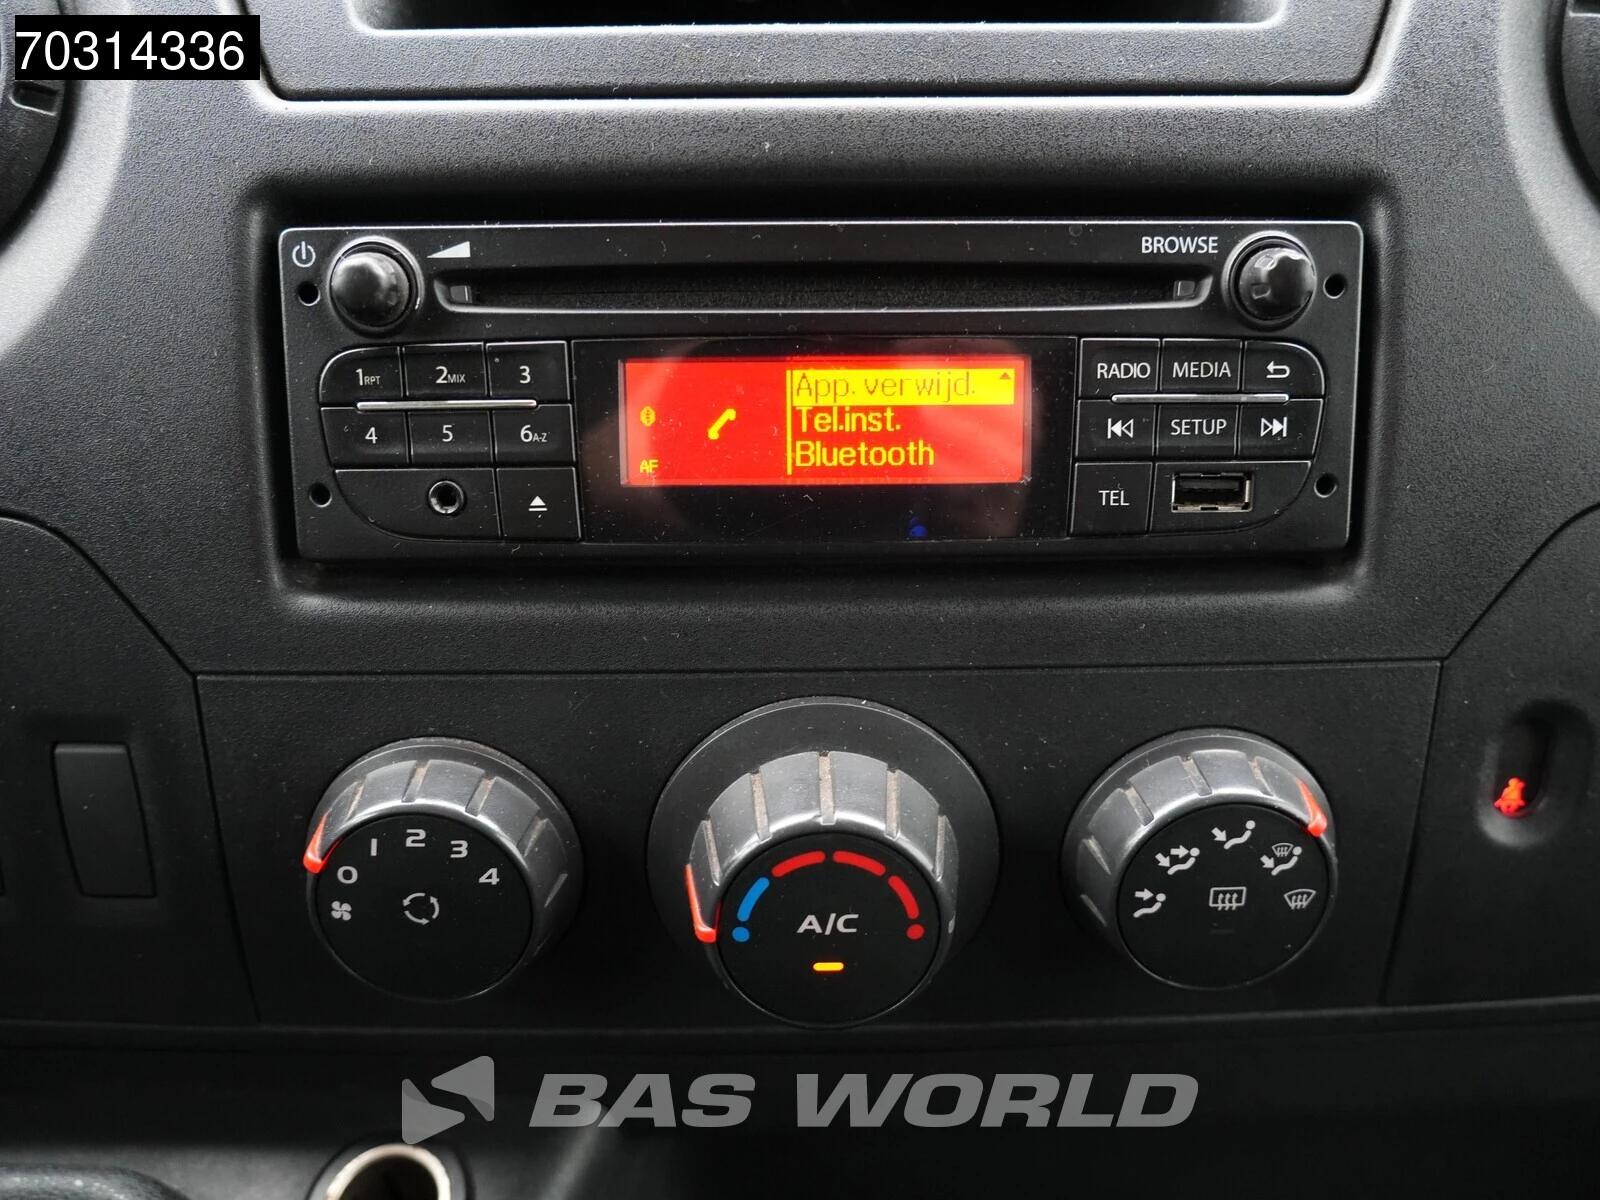 70314336
BROWSE
1RPT 2MIX 3
4 5 6A-Z
App. verwijd.
Tel.inst.
Bluetooth
AF
RADIO MEDIA
SETUP
TEL
0 1 2 3 4
A/C
BAS WORLD